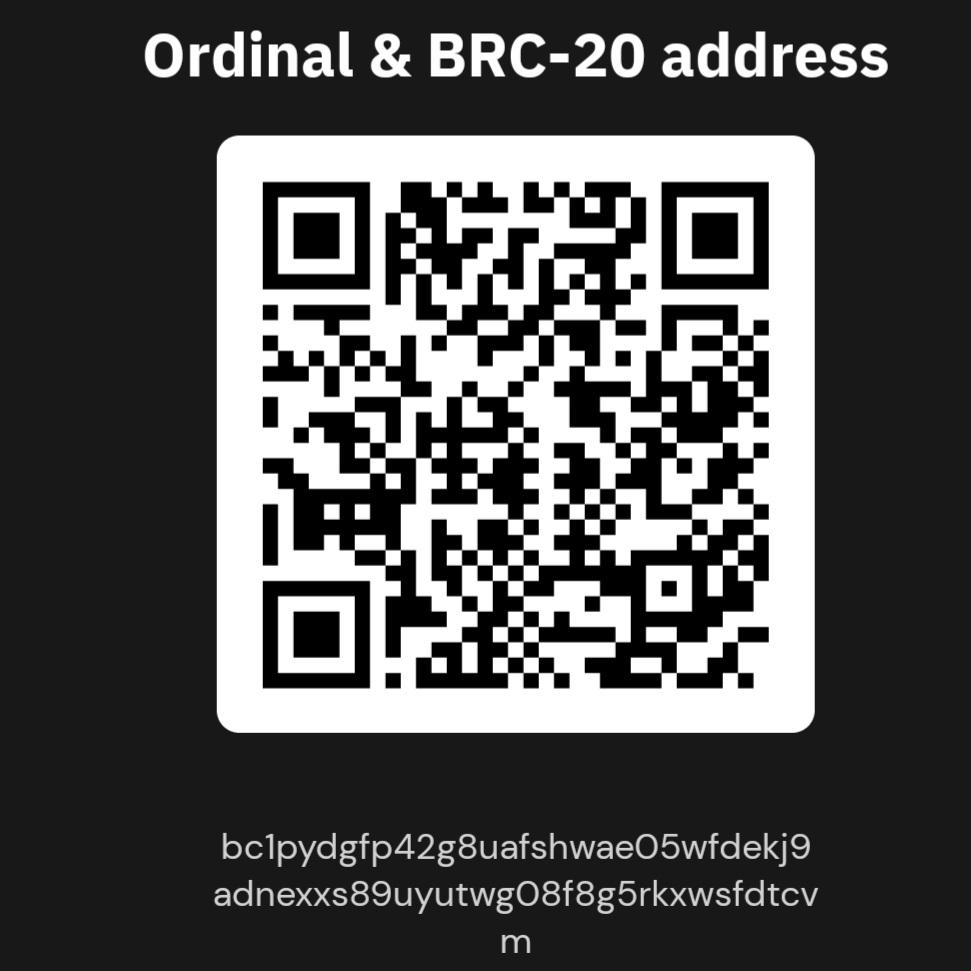 Ordinal & BRC-20 address
bc1pydgfp42g8uafshwae05wfdekj9
adnexxs89uyutwg08f8g5rkxwsfdtcv
m